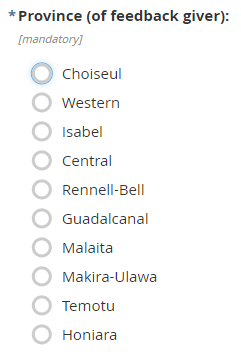 *Province (of feedback giver):
[mandatory]
Choiseul
Western
Isabel
Central
Rennell-Bell
Guadalcanal
Malaita
Makira-Ulawa
Temotu
Honiara